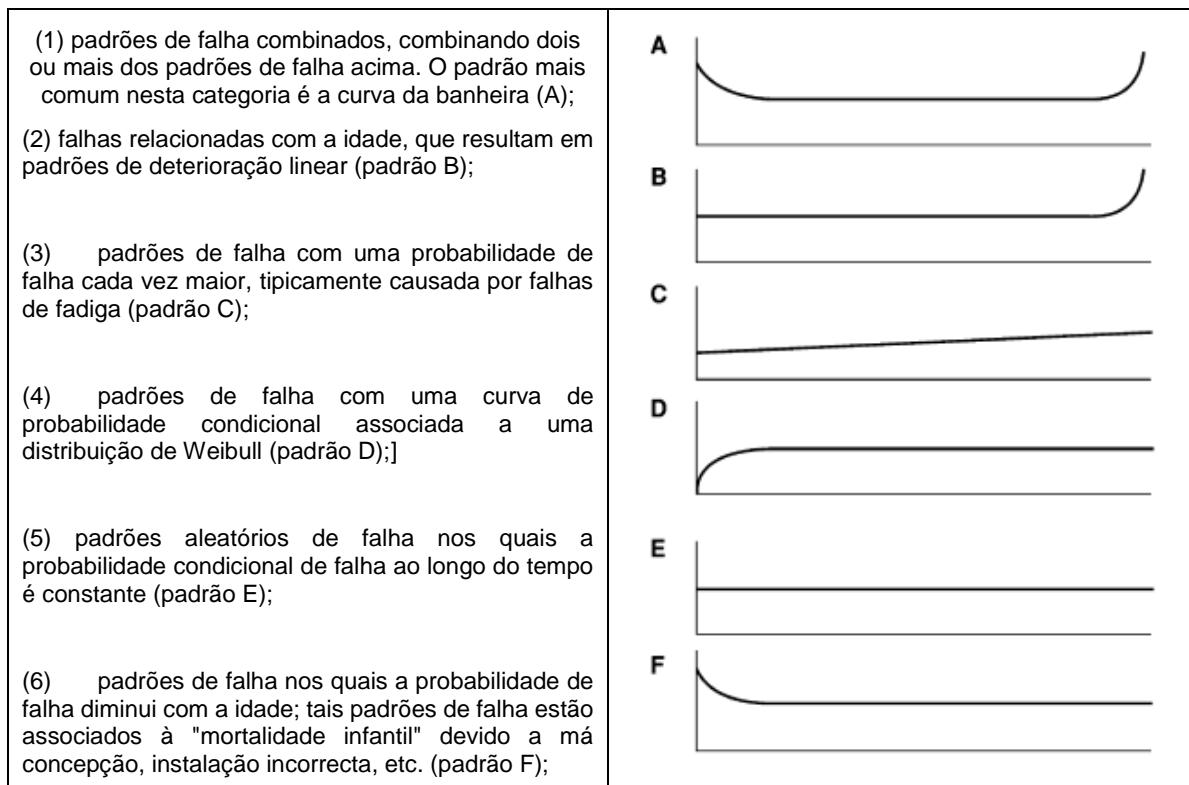 (1) padrões de falha combinados, combinando dois
ou mais dos padrões de falha acima. O padrão mais
comum nesta categoria é a curva da banheira (A);
(2) falhas relacionadas com a idade, que resultam em
padrões de deterioração linear (padrão B);
(3) padrões de falha com uma probabilidade de
falha cada vez maior, tipicamente causada por falhas
de fadiga (padrão C);
(4) padrões de falha com uma curva de
probabilidade condicional associada a uma
distribuição de Weibull (padrão D);]
(5) padrões aleatórios de falha nos quais a
probabilidade condicional de falha ao longo do tempo
é constante (padrão E);
(6) padrões de falha nos quais a probabilidade de
falha diminui com a idade; tais padrões de falha estão
associados à "mortalidade infantil" devido a má
concepção, instalação incorrecta, etc. (padrão F);
A
B
C
D
E
F